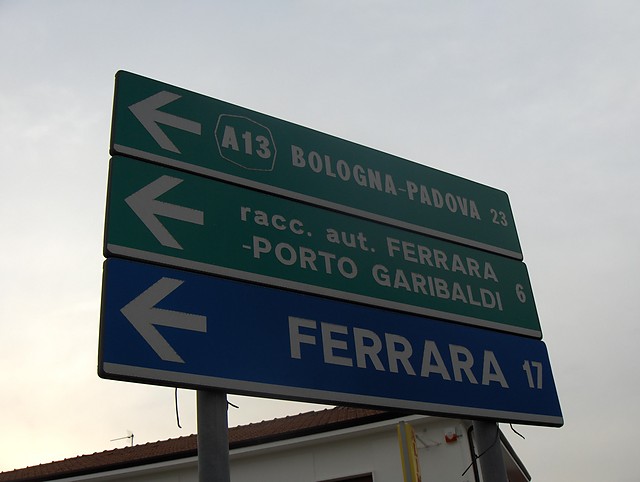 A13 BOLOGNA-PADOVA 23
racc. aut. FERRARA
-PORTO GARIBALDI 6
FERRARA 17